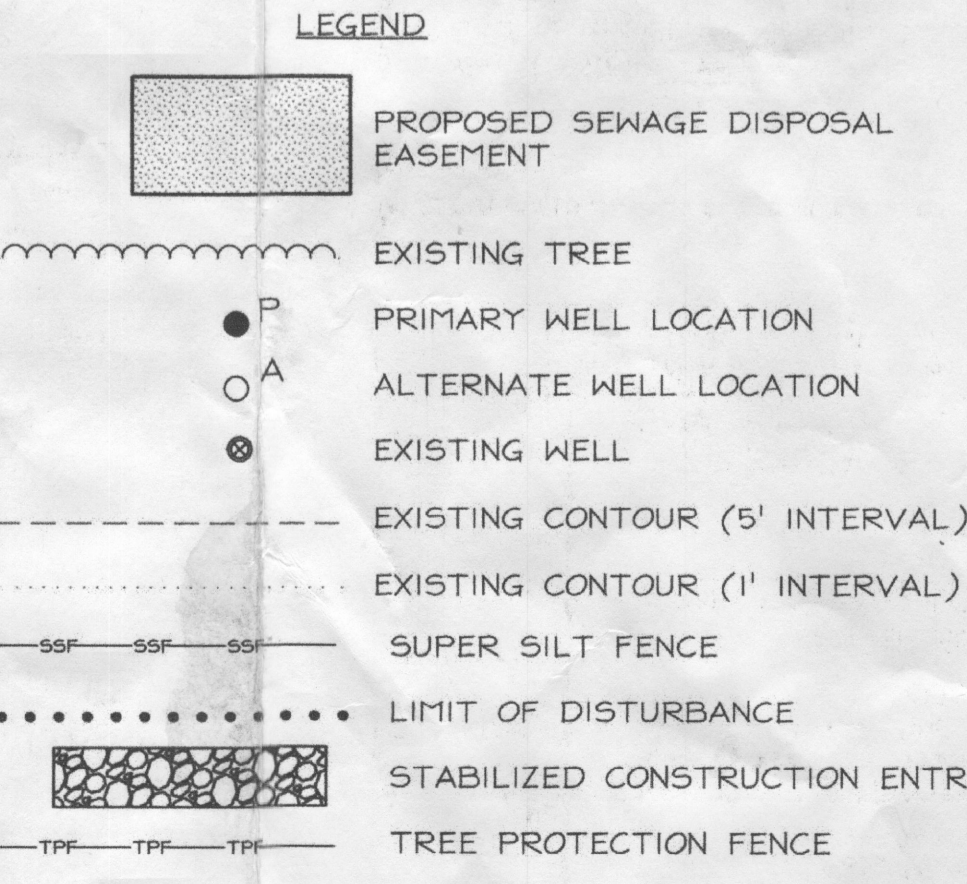 LEGEND
PROPOSED SEWAGE DISPOSAL
EASEMENT
EXISTING TREE
P
PRIMARY WELL LOCATION
A
ALTERNATE WELL LOCATION
EXISTING WELL
EXISTING CONTOUR (5' INTERVAL)
EXISTING CONTOUR (1' INTERVAL)
SSF SSF SSF SUPER SILT FENCE
LIMIT OF DISTURBANCE
STABILIZED CONSTRUCTION ENTR
TPF TPF TPF TREE PROTECTION FENCE